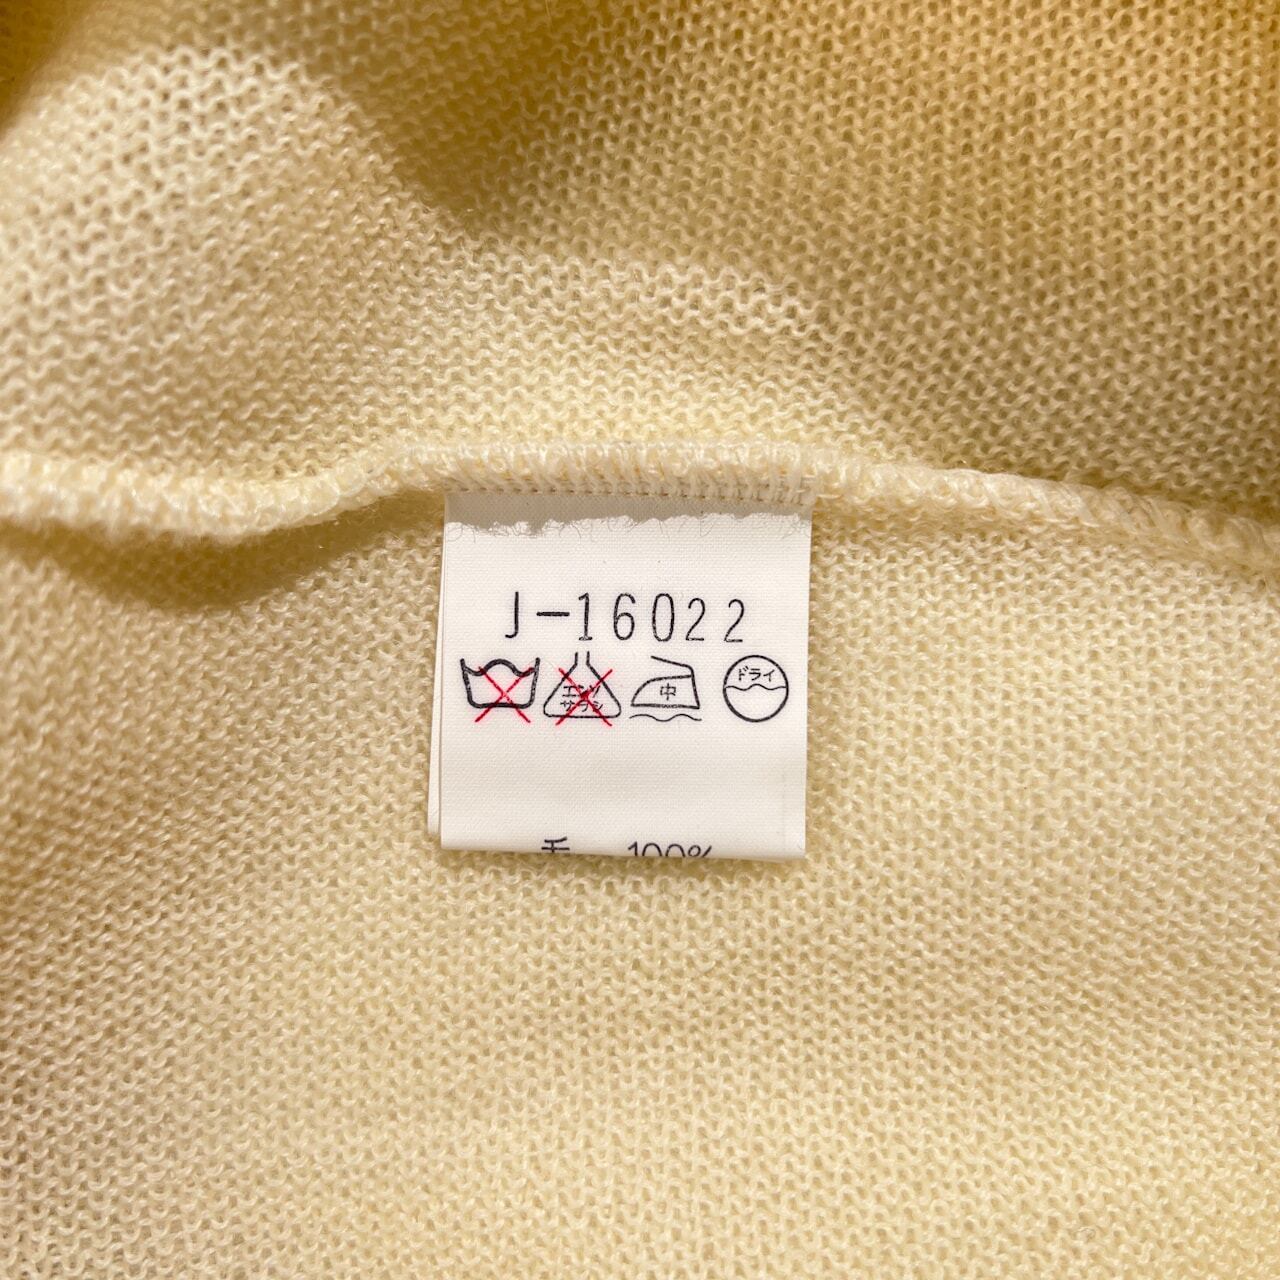 J-16022
エンソ
サラシ
中
ドライ
毛 100%